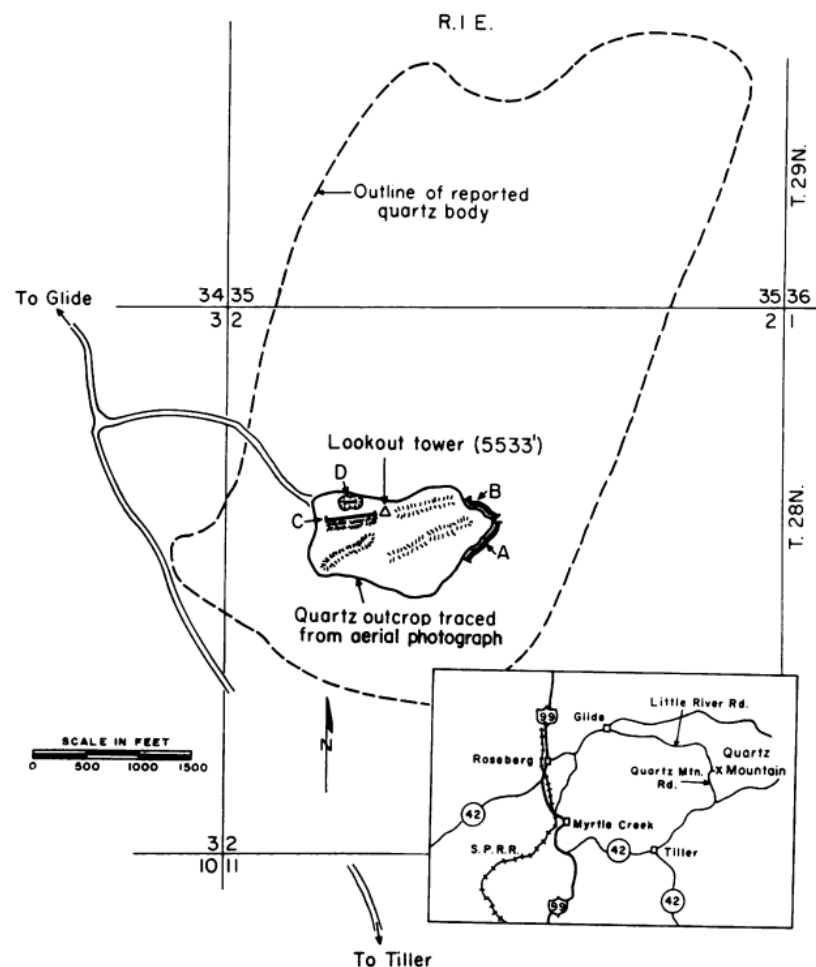 R.1 E.
T. 29N.
Outline of reported
quartz body
To Glide
34 35
3 2
35 36
2 1
Lookout tower (5533')
D
B
C
A
T. 28N.
Quartz outcrop traced
from aerial photograph
N
SCALE IN FEET
0 500 1000 1500
3 2
10 11
To Tiller
99
Glide
Little River Rd.
Roseberg
Quartz
X Mountain
Quartz Mtn.
Rd.
42
Myrtle Creek
S.P.R.R.
42
Tiller
99
42